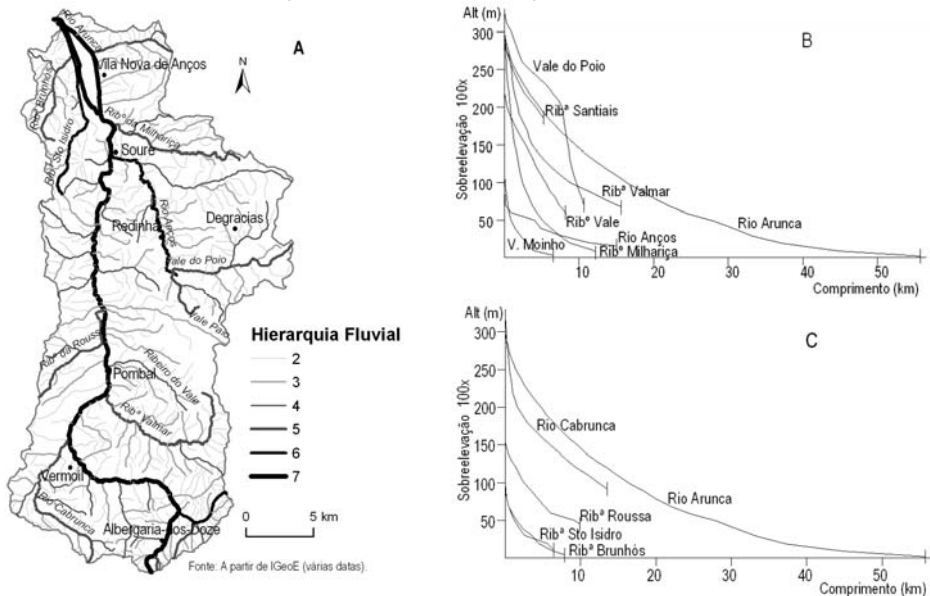 A
Rio Arunca
Vila Nova de Anços
N
Ribº Brunhós
Ribª Sto Isidro
Ribº da Milhariça
Soure
Rio Anços
Degracias
Redinha
Vale do Poio
Vale Paio
Ribª da Roussa
Pombal
Ribeiro do Vale
Ribª Valmar
Vermoil
Rio Cabrunca
Albergaria-dos-Doze
Hierarquia Fluvial
2
3
4
5
6
7
0 5 km
Fonte: A partir de IGeoE (várias datas).
Alt (m)
B
300
250
200
150
100
50
Sobreelevação 100x
Vale do Poio
Ribª Santiais
Ribª Valmar
Ribº Vale
Rio Arunca
Rio Anços
V. Moinho
Ribª Milhariça
10 20 30 40 50
Comprimento (km)
Alt (m)
C
300
250
200
150
100
50
Sobreelevação 100x
Rio Cabrunca
Rio Arunca
Ribª Roussa
Ribª Sto Isidro
Ribª Brunhós
10 20 30 40 50
Comprimento (km)